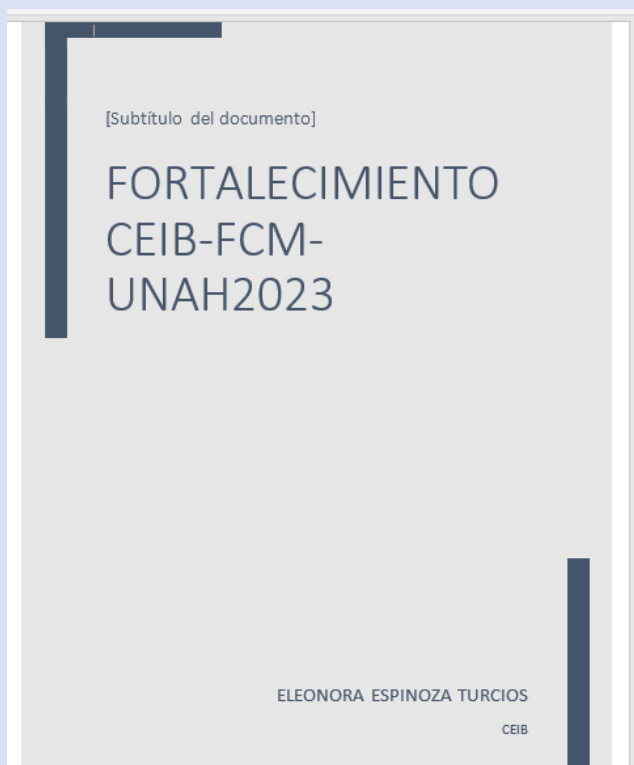 [Subtítulo del documento]
FORTALECIMIENTO
CEIB-FCM-
UNAH2023
ELEONORA ESPINOZA TURCIOS
CEIB